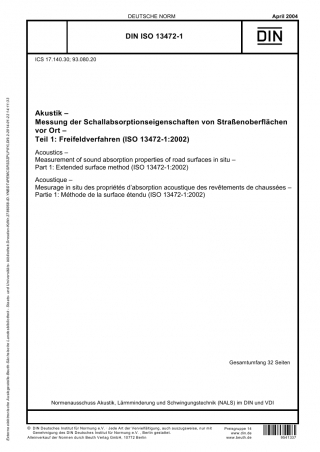 DEUTSCHE NORM
April 2004
DIN ISO 13472-1
DIN
ICS 17.140.30; 93.080.20
Akustik –
Messung der Schallabsorptionseigenschaften von Straßenoberflächen
vor Ort –
Teil 1: Freifeldverfahren (ISO 13472-1:2002)
Acoustics –
Measurement of sound absorption properties of road surfaces in situ –
Part 1: Extended surface method (ISO 13472-1:2002)
Acoustique –
Mesurage in situ des propriétés d'absorption acoustique des revêtements de chaussées –
Partie 1: Méthode de la surface étendu (ISO 13472-1:2002)
Gesamtumfang 32 Seiten
Normenausschuss Akustik, Lärmminderung und Schwingungstechnik (NALS) im DIN und VDI
© DIN Deutsches Institut für Normung e.V. Jede Art der Vervielfältigung, auch auszugsweise, nur mit
Genehmigung des DIN Deutsches Institut für Normung e.V., Berlin gestattet.
Alleinverkauf der Normen durch Beuth Verlag GmbH, 10772 Berlin
Preisgruppe 14
www.din.de
www.beuth.de
9541337